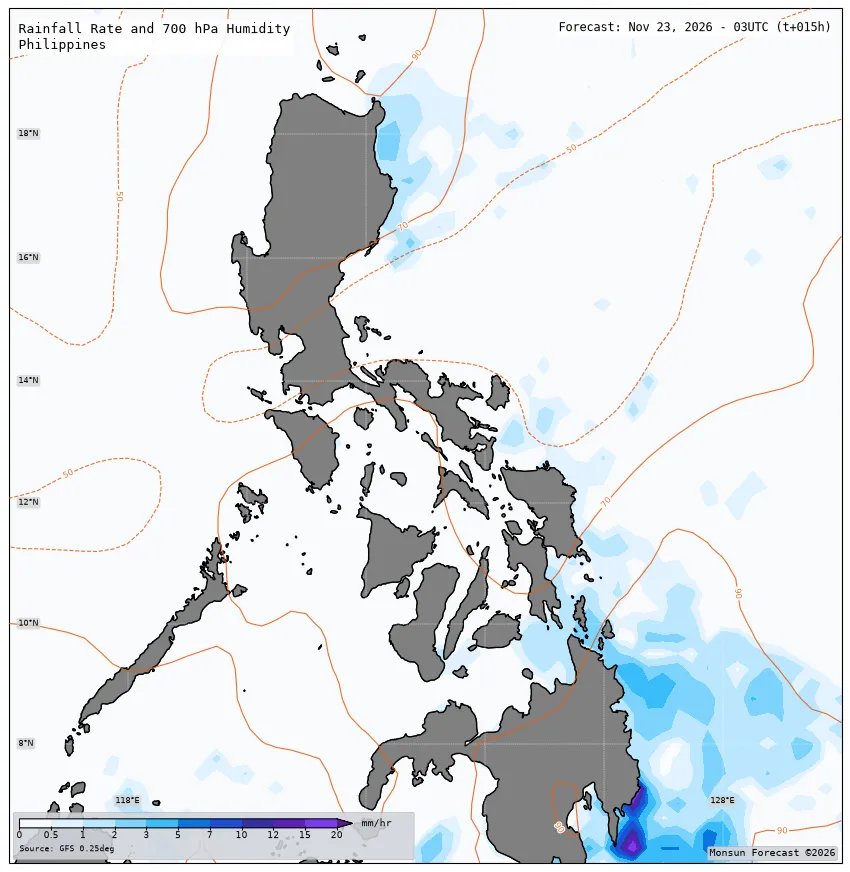 Rainfall Rate and 700 hPa Humidity
Philippines
Forecast: Nov 23, 2026 - 03UTC (t+015h)
90
18°N
50
50
70
16°N
14°N
50
12°N
70
90
10°N
8°N
118°E
128°E
90
90
0 0.5 1 2 3 5 7 10 12 15 20 mm/hr
Source: GFS 0.25deg
Monsun Forecast ©2026